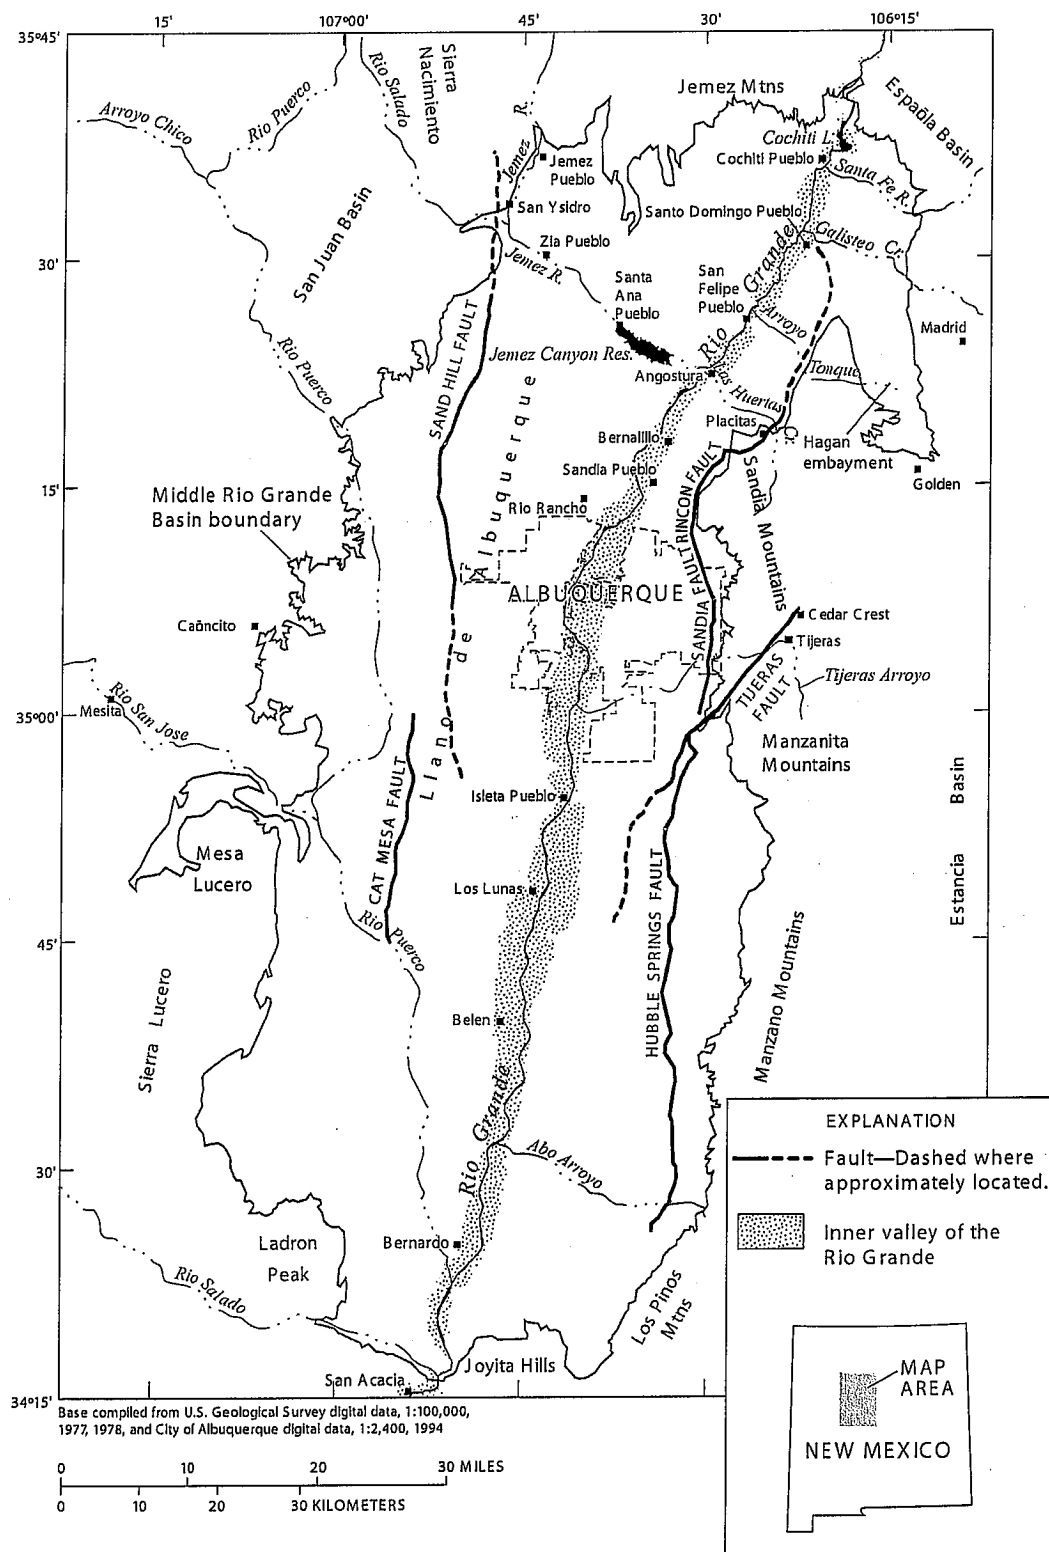 15'
107°00'
45'
30'
106°15'
35°45'
Sierra
Nacimiento
Rio Salado
Jemez Mtns
Española Basin
Arroyo Chico
Rio Puerco
Jemez R.
Cochiti L.
Cochiti Pueblo
Jemez
Pueblo
Santa Fe R.
San Ysidro
Santo Domingo Pueblo
San Juan Basin
Zia Pueblo
Galisteo Cr.
30'
Jemez R.
Santa
Ana
Pueblo
San
Felipe
Pueblo
Rio Grande
Arroyo
Tonque
Madrid
Rio Puerco
SAND HILL FAULT
Jemez Canyon Res.
Angostura
Las Huertas
Cr.
Placitas
Hagan
embayment
Bernalillo
Sandia Pueblo
Golden
15'
Middle Rio Grande
Basin boundary
Rio Rancho
RINCON FAULT
Sandia Mountains
Llano de Albuquerque
ALBUQUERQUE
SANDIA FAULT
Cedar Crest
Cañoncito
Tijeras
TIJERAS
FAULT
Tijeras Arroyo
35°00'
Mesita
Rio San Jose
Manzanita
Mountains
CAT MESA FAULT
Isleta Pueblo
Estancia Basin
Mesa
Lucero
Los Lunas
HUBBLE SPRINGS FAULT
45'
Rio Puerco
Sierra Lucero
Belen
Manzano Mountains
Rio Grande
Abo Arroyo
30'
Ladron
Peak
Bernardo
Rio Salado
Los Pinos
Mtns
Joyita Hills
San Acacia
34°15'
EXPLANATION
Fault—Dashed where
approximately located.
Inner valley of the
Rio Grande
MAP
AREA
NEW MEXICO
Base compiled from U.S. Geological Survey digital data, 1:100,000,
1977, 1978, and City of Albuquerque digital data, 1:2,400, 1994
0 10 20 30 MILES
0 10 20 30 KILOMETERS